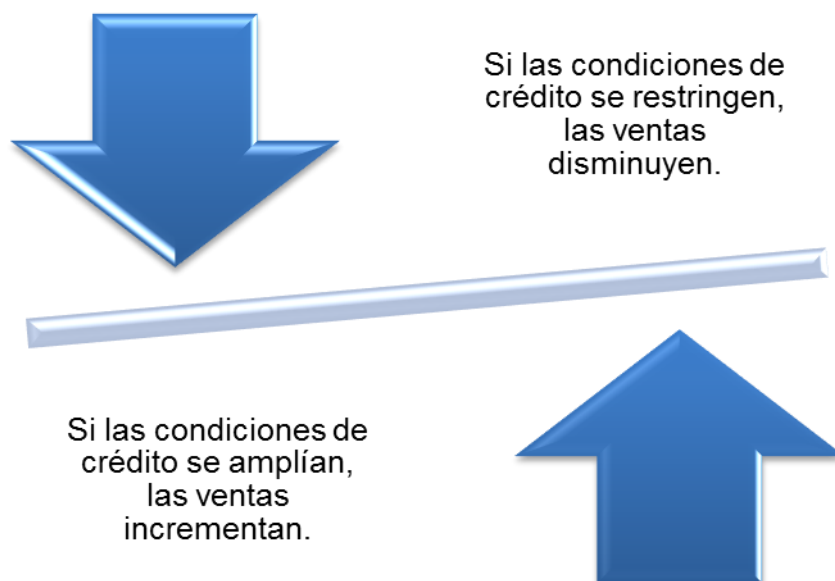 Si las condiciones de
crédito se restringen,
las ventas
disminuyen.
Si las condiciones de
crédito se amplían,
las ventas
incrementan.